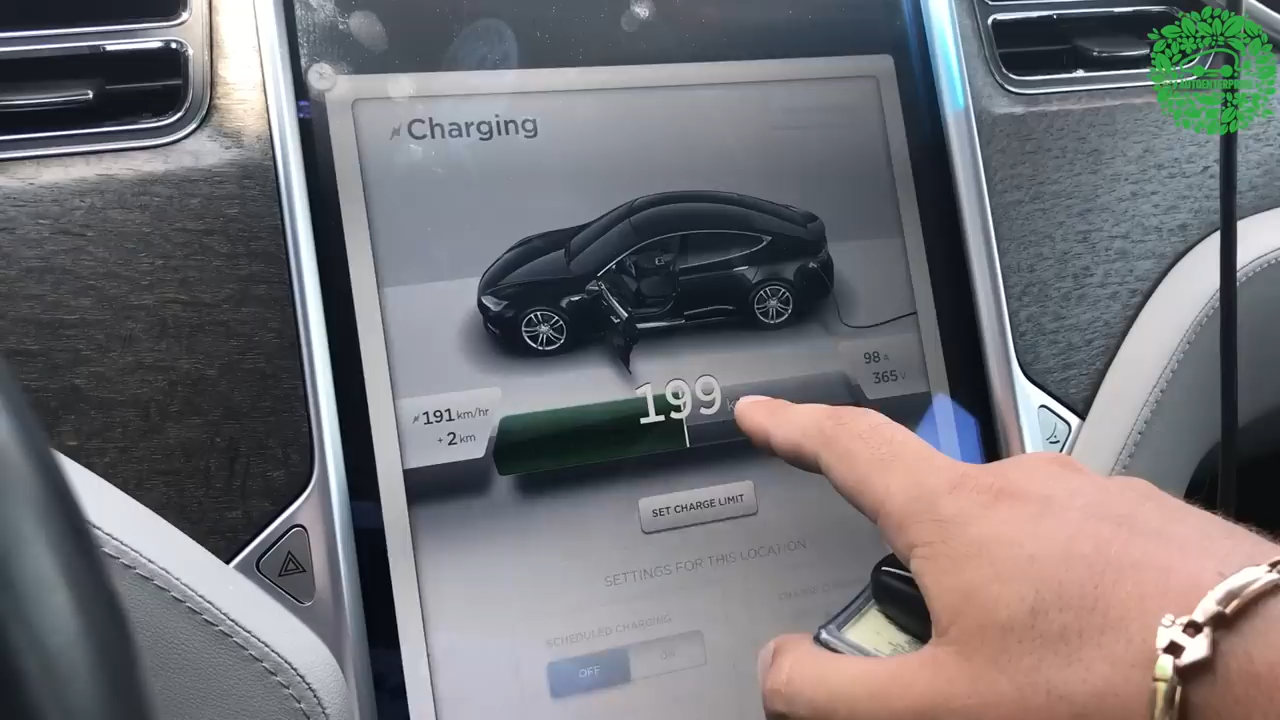 Charging
98 A
365 V
191 km/hr
+ 2 km
199
SET CHARGE LIMIT
SETTINGS FOR THIS LOCATION
SCHEDULED CHARGING
OFF
ON